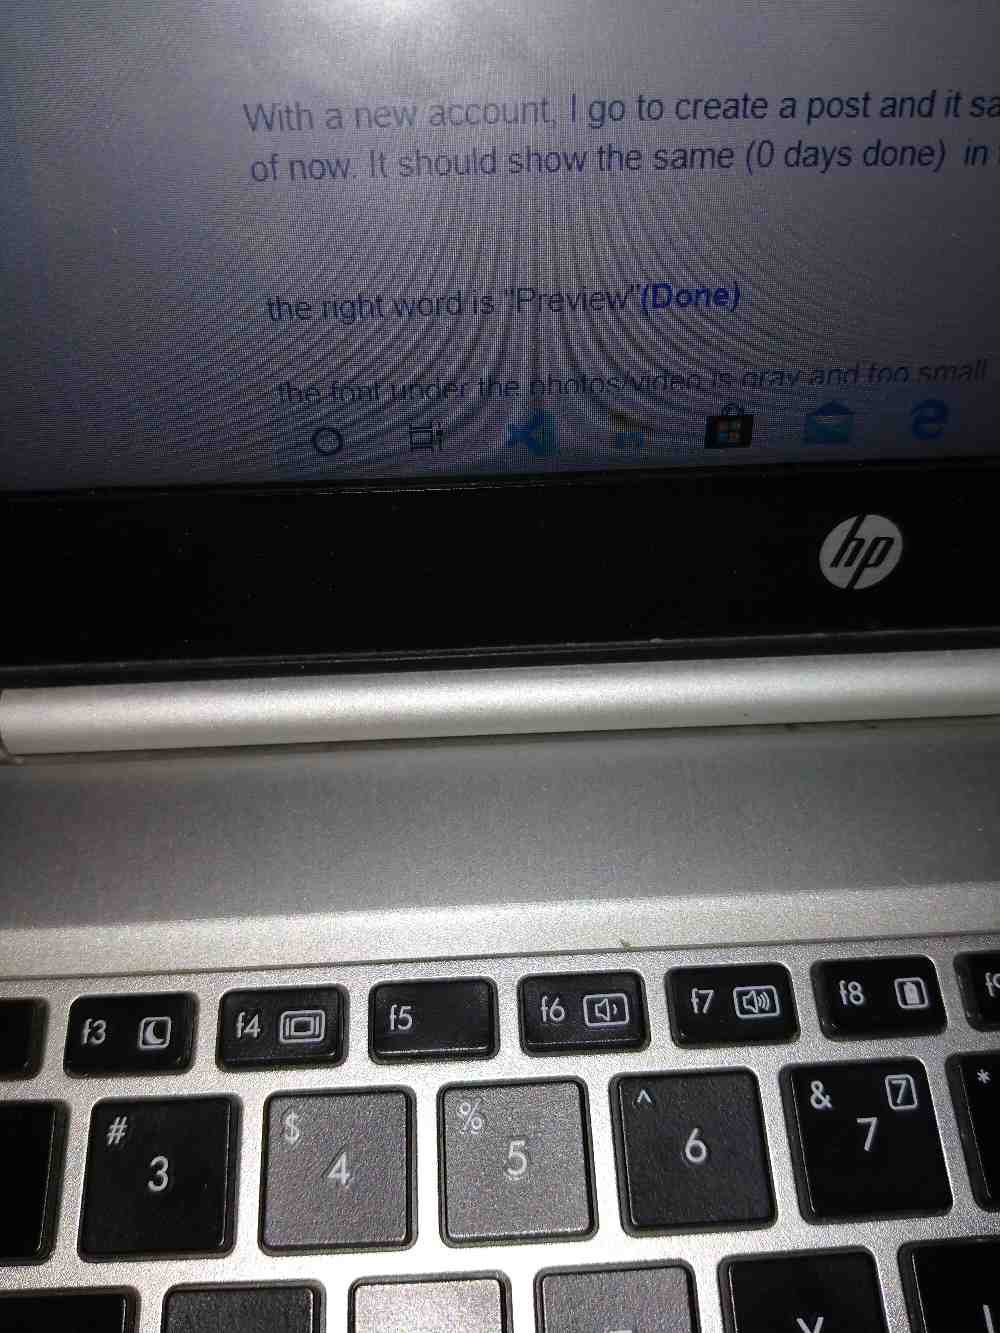 With a new account, I go to create a post and it sa
of now. It should show the same (0 days done) in
the right word is "Preview"(Done)
the font under the photos/video is gray and too small
hp
f3 f4 f5 f6 f7 f8 f9
# $ % ^ & 7 *
3 4 5 6 7
Y